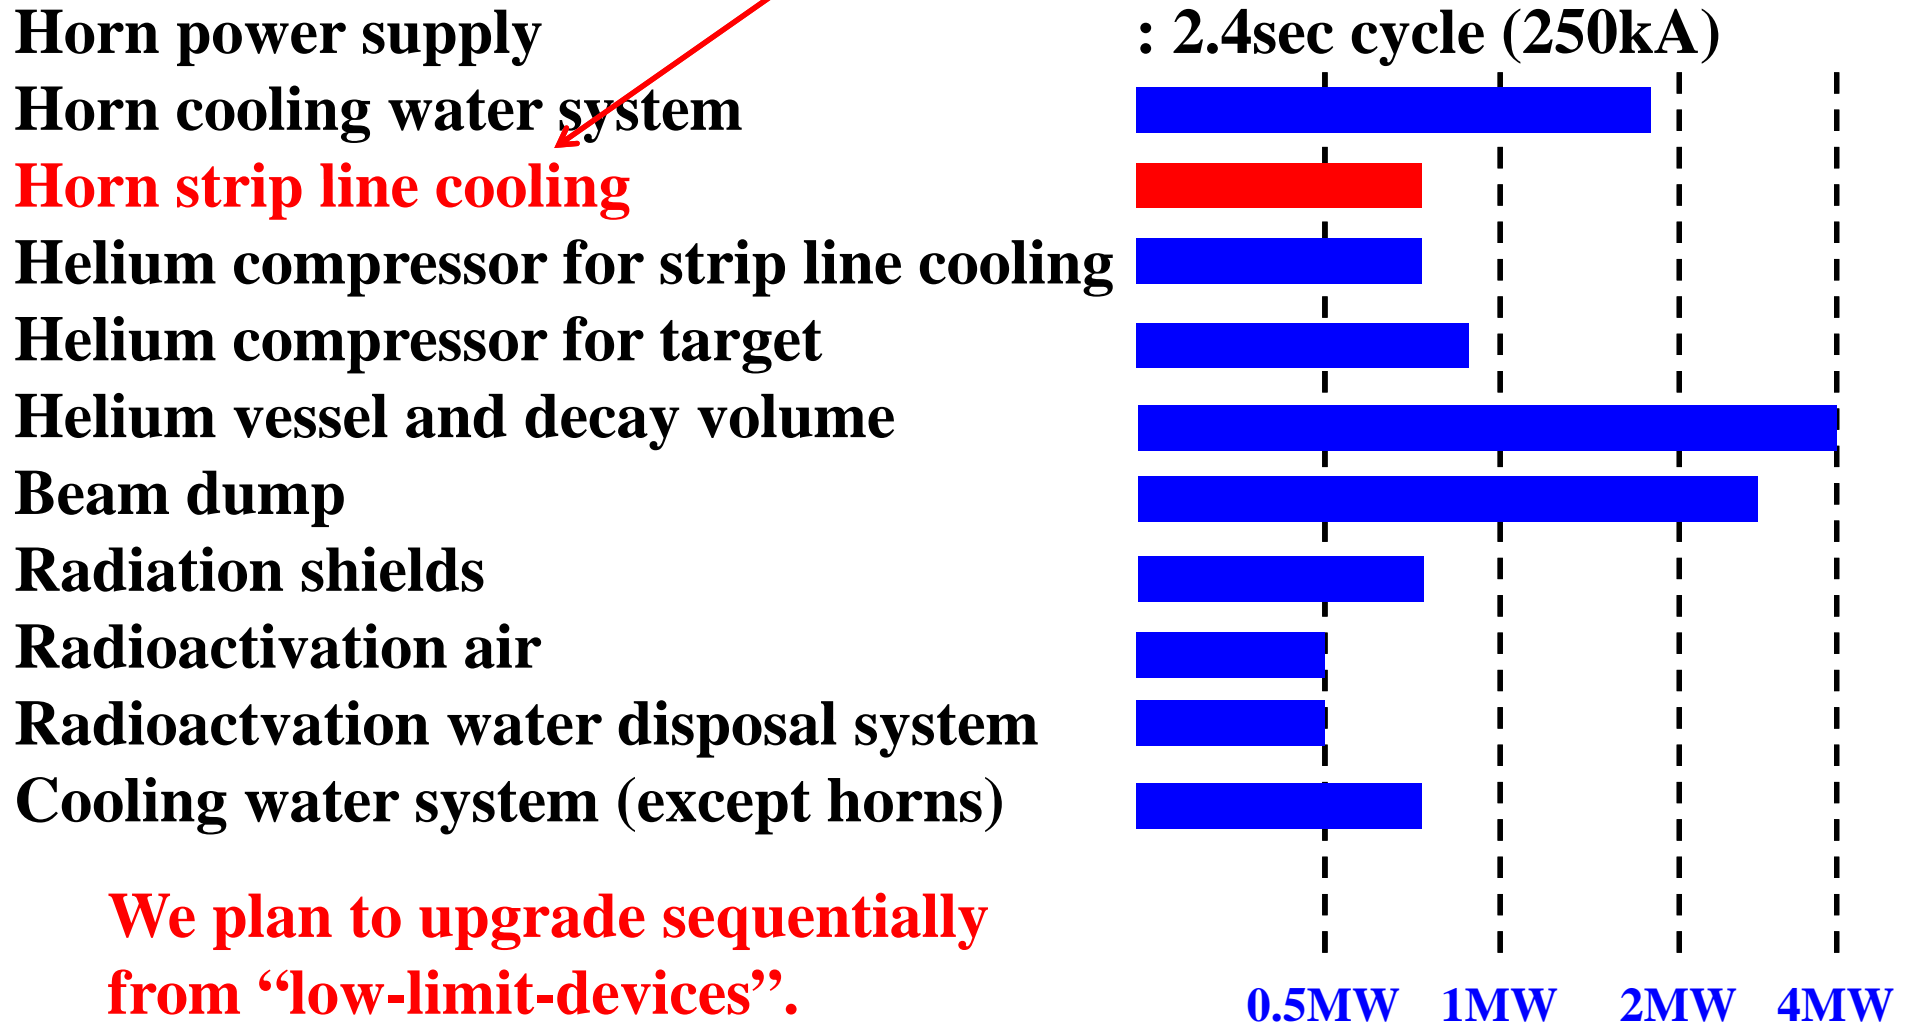 Horn power supply : 2.4sec cycle (250kA)
Horn cooling water system
Horn strip line cooling
Helium compressor for strip line cooling
Helium compressor for target
Helium vessel and decay volume
Beam dump
Radiation shields
Radioactivation air
Radioactvation water disposal system
Cooling water system (except horns)
We plan to upgrade sequentially
from “low-limit-devices”.
0.5MW 1MW 2MW 4MW